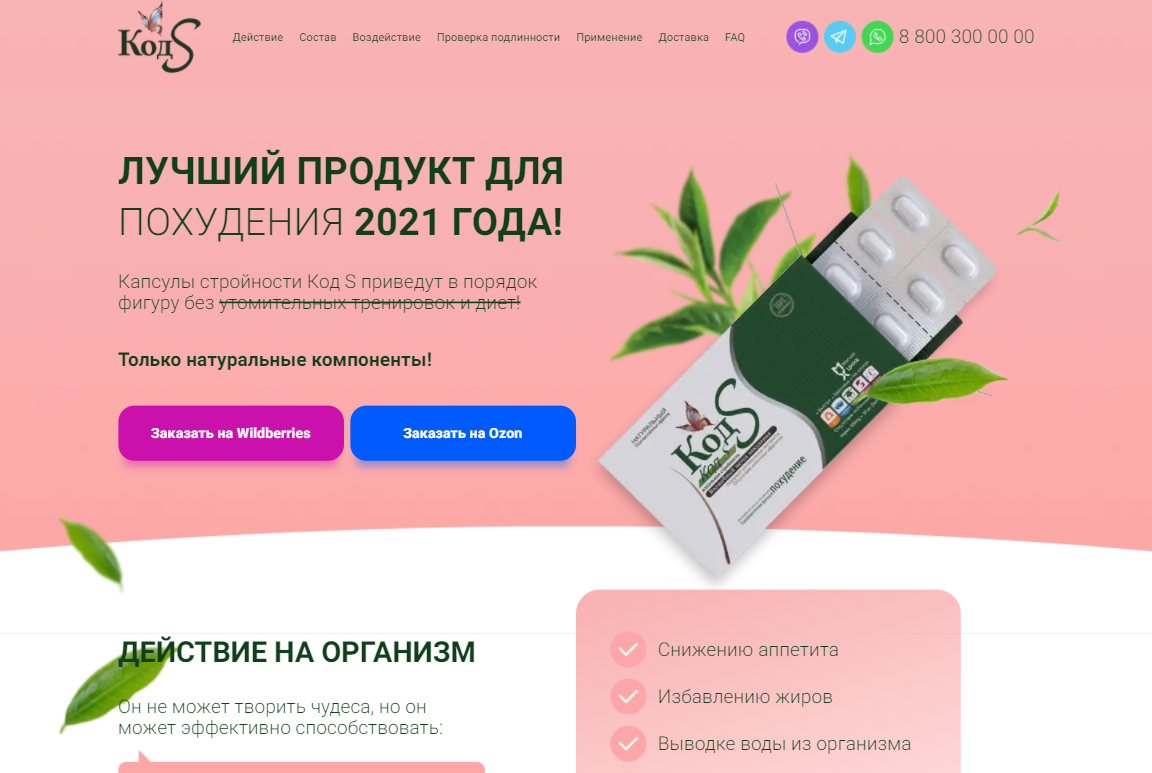 Код S
Действие
Состав
Воздействие
Проверка подлинности
Применение
Доставка
FAQ
8 800 300 00 00
ЛУЧШИЙ ПРОДУКТ ДЛЯ
ПОХУДЕНИЯ 2021 ГОДА!
Капсулы стройности Код S приведут в порядок
фигуру без утомительных тренировок и диет!
Только натуральные компоненты!
Заказать на Wildberries
Заказать на Ozon
НАТУРАЛЬНЫЙ
Код S
похудение
ДЕЙСТВИЕ НА ОРГАНИЗМ
Он не может творить чудеса, но он
может эффективно способствовать:
Снижению аппетита
Избавлению жиров
Выводке воды из организма